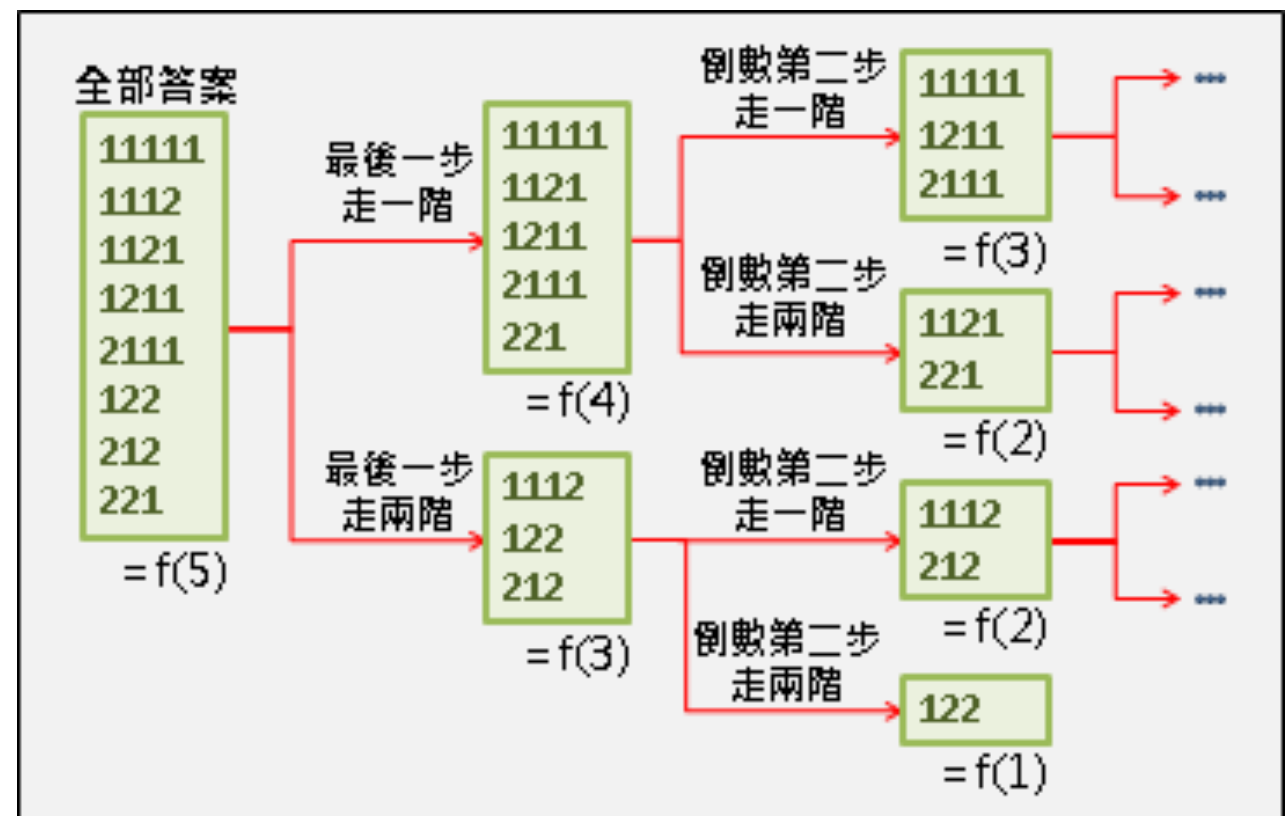 全部答案
11111
1112
1121
1211
2111
122
212
221
=f(5)
最後一步
走一階
11111
1121
1211
2111
221
=f(4)
最後一步
走兩階
1112
122
212
=f(3)
倒數第二步
走一階
11111
1211
2111
=f(3)
倒數第二步
走兩階
1121
221
=f(2)
倒數第二步
走一階
1112
212
=f(2)
倒數第二步
走兩階
122
=f(1)
...
...
...
...
...
...